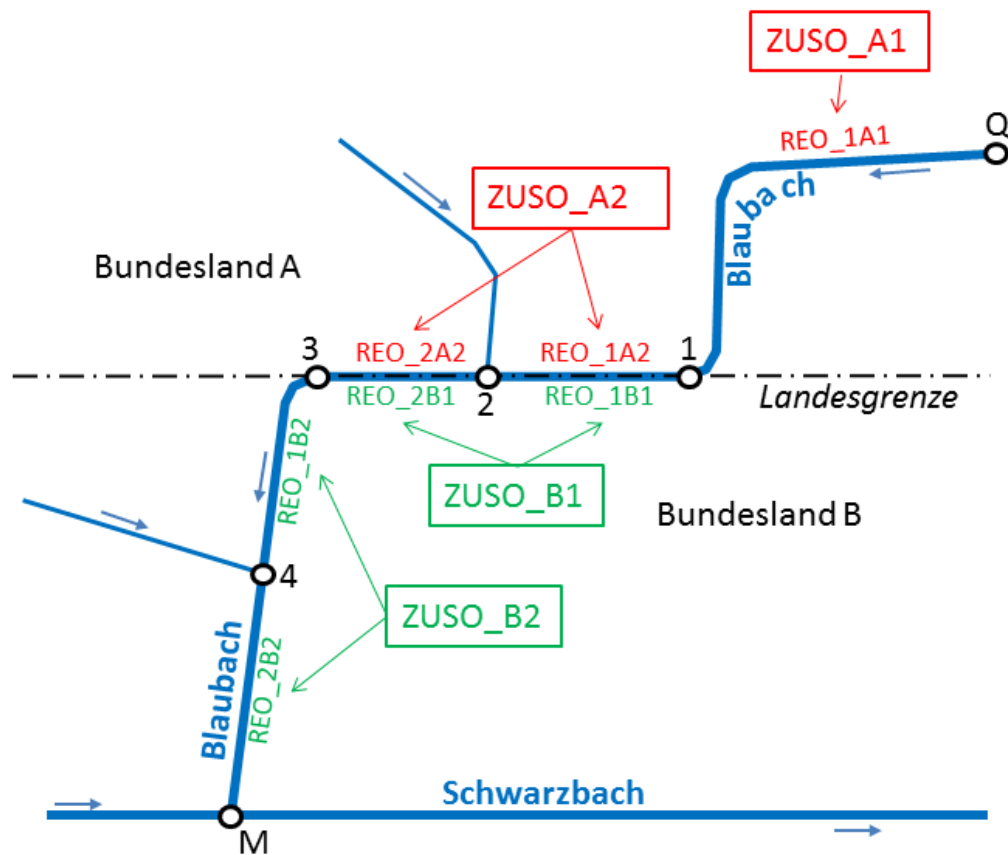 ZUSO_A1
Q
REO_1A1
Blaubach
ZUSO_A2
Bundesland A
3
REO_2A2
REO_1A2
1
REO_2B1
2
REO_1B1
Landesgrenze
REO_1B2
ZUSO_B1
Bundesland B
4
ZUSO_B2
Blaubach
REO_2B2
Schwarzbach
M